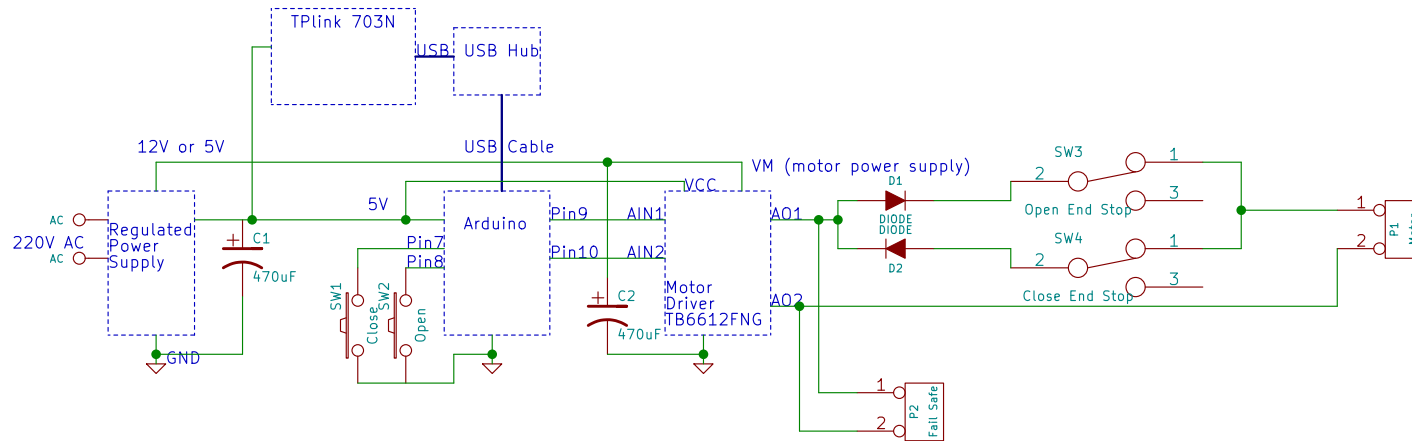 TPlink 703N
USB
USB Hub
12V or 5V
USB Cable
VM (motor power supply)
VCC
5V
AC
220V AC
AC
Regulated
Power
Supply
GND
C1
470uF
Arduino
Pin7
Pin8
Pin9
Pin10
SW1
Close
SW2
Open
AIN1
AIN2
C2
470uF
Motor
Driver
TB6612FNG
AO1
AO2
D1
DIODE
DIODE
D2
SW3
2
1
3
Open End Stop
SW4
2
1
3
Close End Stop
1
2
P1
1
2
P2
Fail Safe